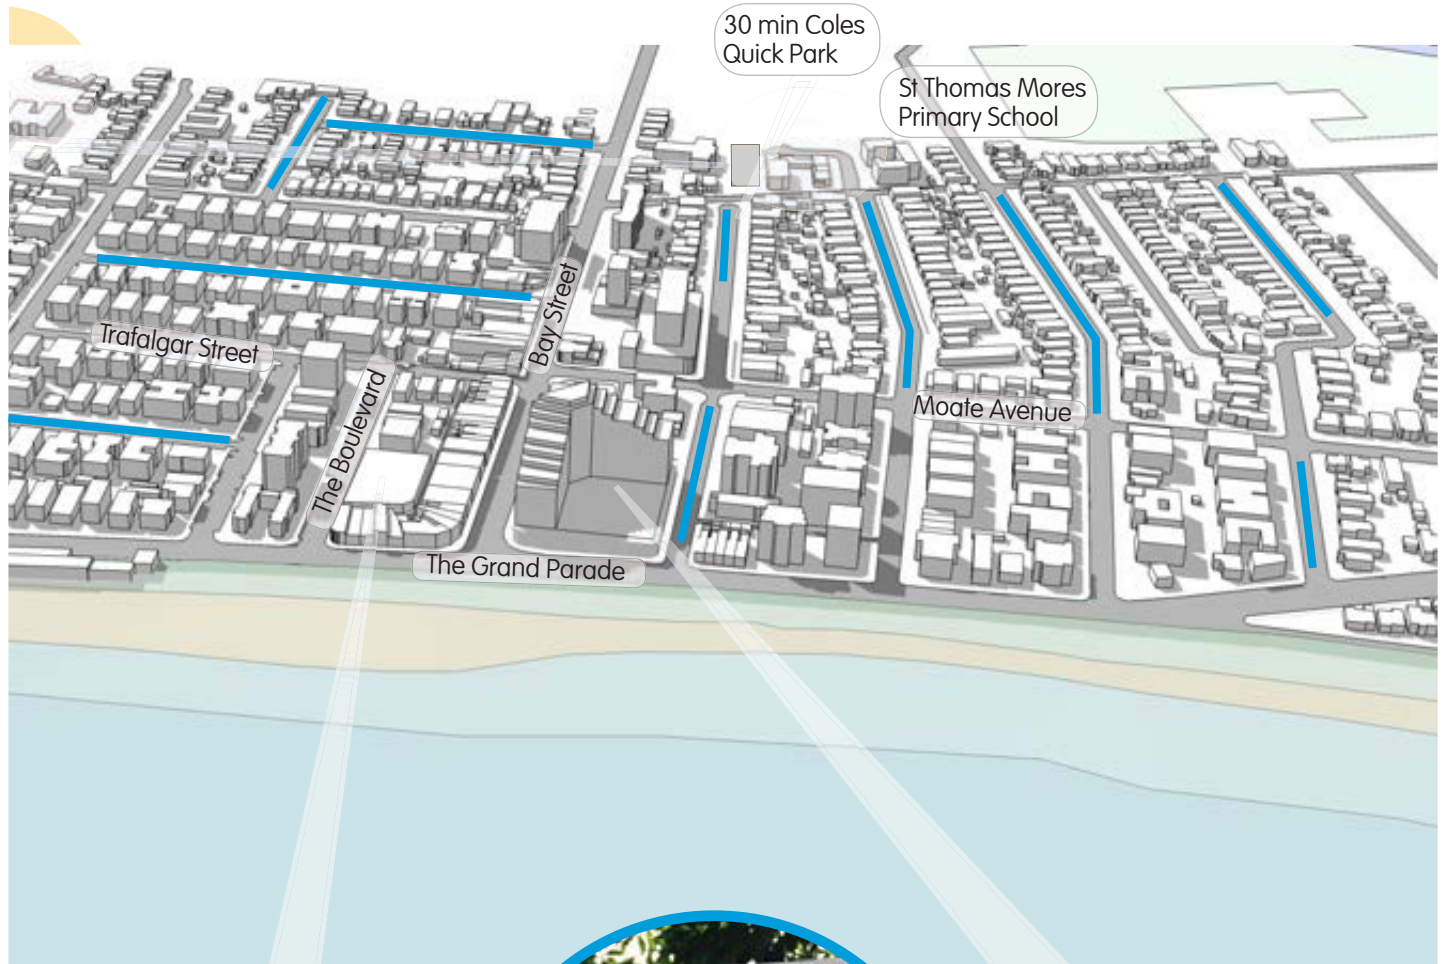 30 min Coles
Quick Park
St Thomas Mores
Primary School
Trafalgar Street
Bay Street
The Boulevard
Moate Avenue
The Grand Parade